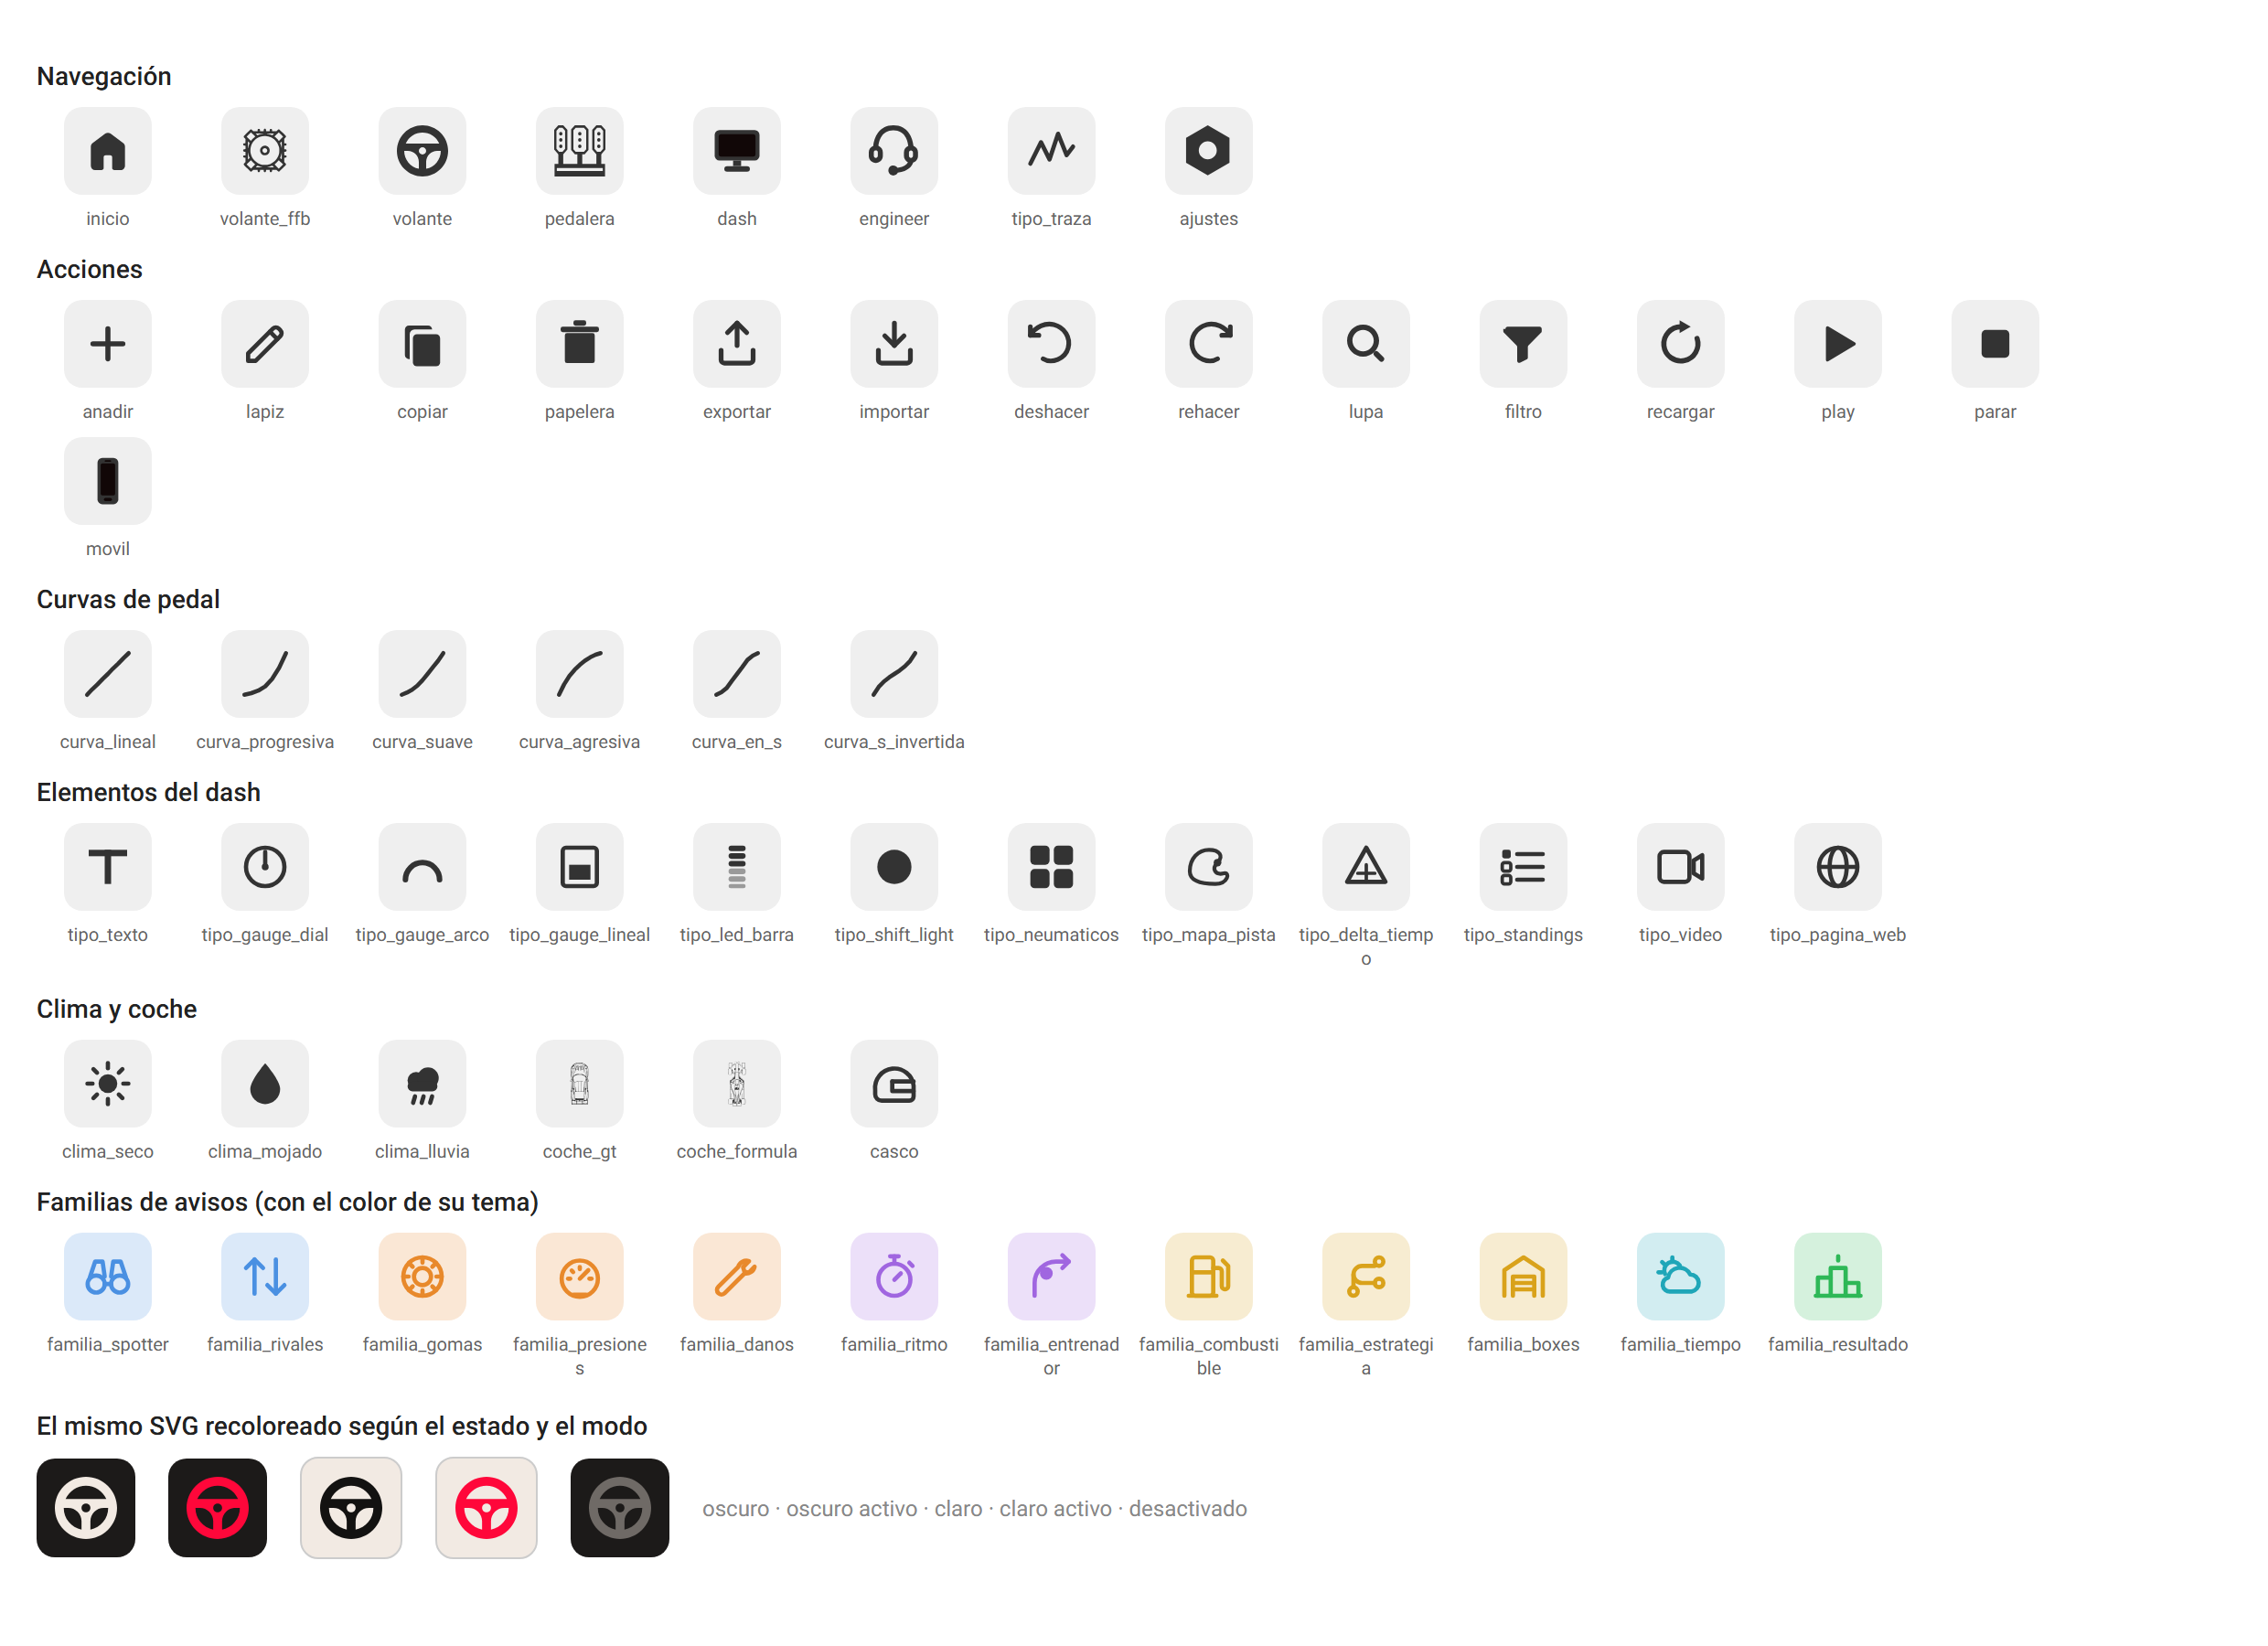 Navegación
inicio
volante_ffb
volante
pedalera
dash
engineer
tipo_traza
ajustes
Acciones
anadir
lapiz
copiar
papelera
exportar
importar
deshacer
rehacer
lupa
filtro
recargar
play
parar
movil
Curvas de pedal
curva_lineal
curva_progresiva
curva_suave
curva_agresiva
curva_en_s
curva_s_invertida
Elementos del dash
tipo_texto
tipo_gauge_dial
tipo_gauge_arco
tipo_gauge_lineal
tipo_led_barra
tipo_shift_light
tipo_neumaticos
tipo_mapa_pista
tipo_delta_tiemp
o
tipo_standings
tipo_video
tipo_pagina_web
Clima y coche
clima_seco
clima_mojado
clima_lluvia
coche_gt
coche_formula
casco
Familias de avisos (con el color de su tema)
familia_spotter
familia_rivales
familia_gomas
familia_presione
s
familia_danos
familia_ritmo
familia_entrenad
or
familia_combusti
ble
familia_estrategi
a
familia_boxes
familia_tiempo
familia_resultado
El mismo SVG recoloreado según el estado y el modo
oscuro · oscuro activo · claro · claro activo · desactivado